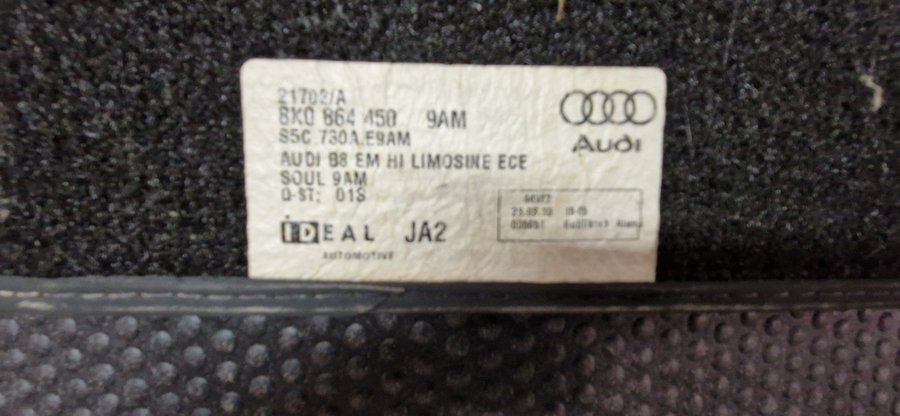 21702/A
8K0 864 450 9AM
S5C.730A.E9AM
AUDI B8 EM HI LIMOSINE ECE
SOUL 9AM
Q-ST: 01S
IDEAL JA2
AUTOMOTIVE
Audi